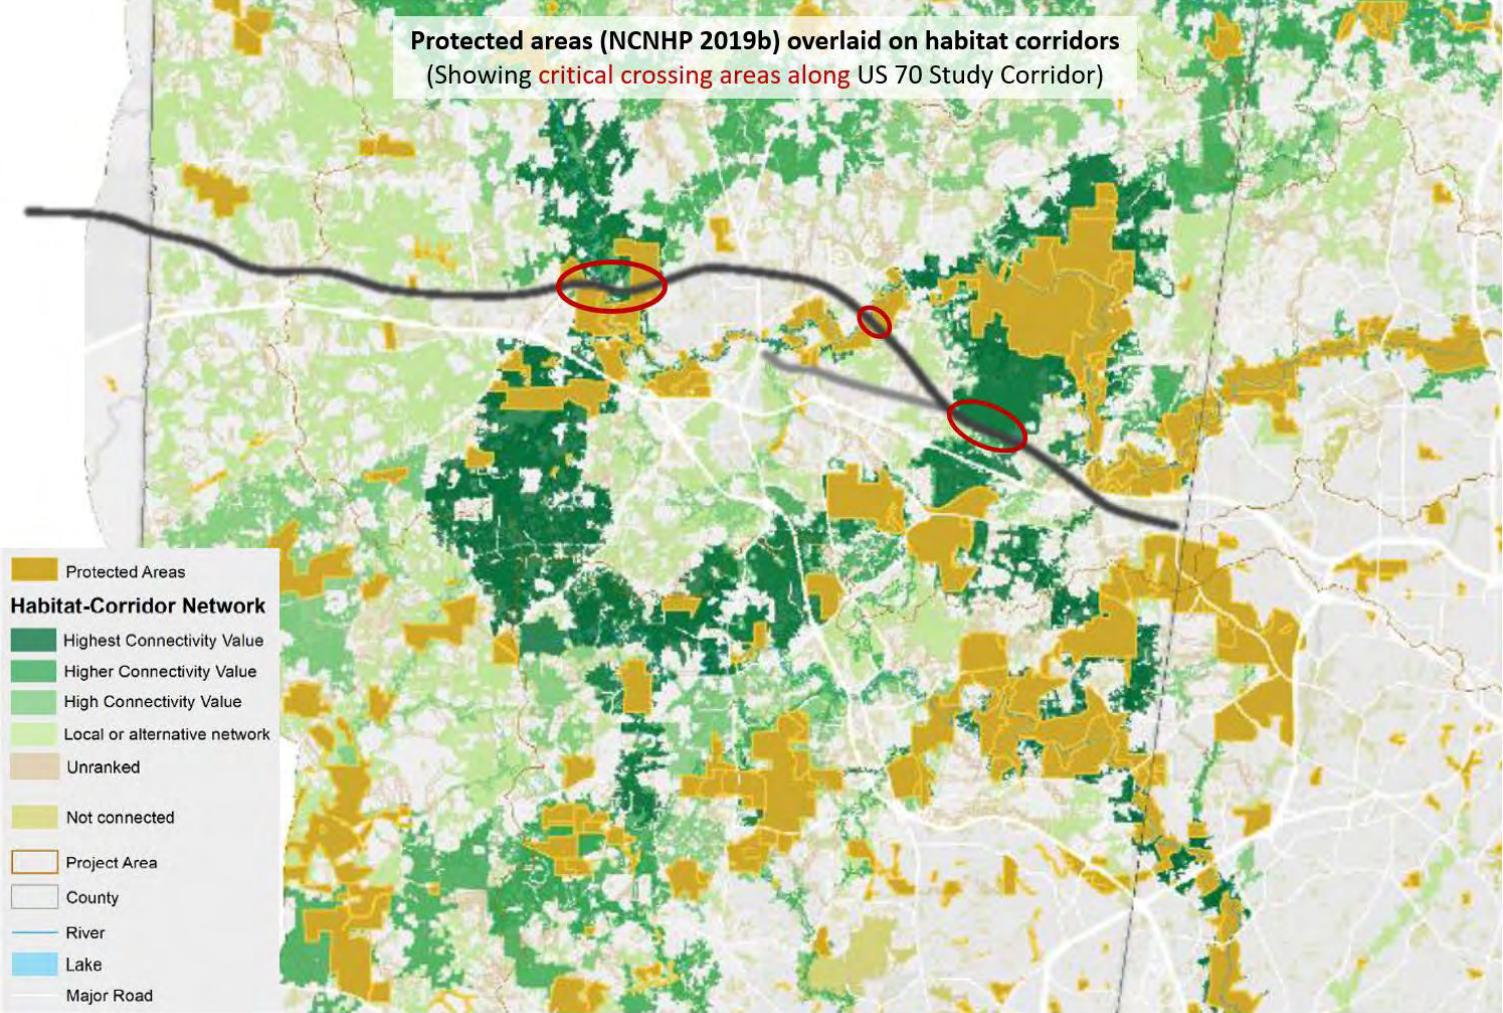 Protected areas (NCNHP 2019b) overlaid on habitat corridors
(Showing critical crossing areas along US 70 Study Corridor)
Protected Areas
Habitat-Corridor Network
Highest Connectivity Value
Higher Connectivity Value
High Connectivity Value
Local or alternative network
Unranked
Not connected
Project Area
County
River
Lake
Major Road